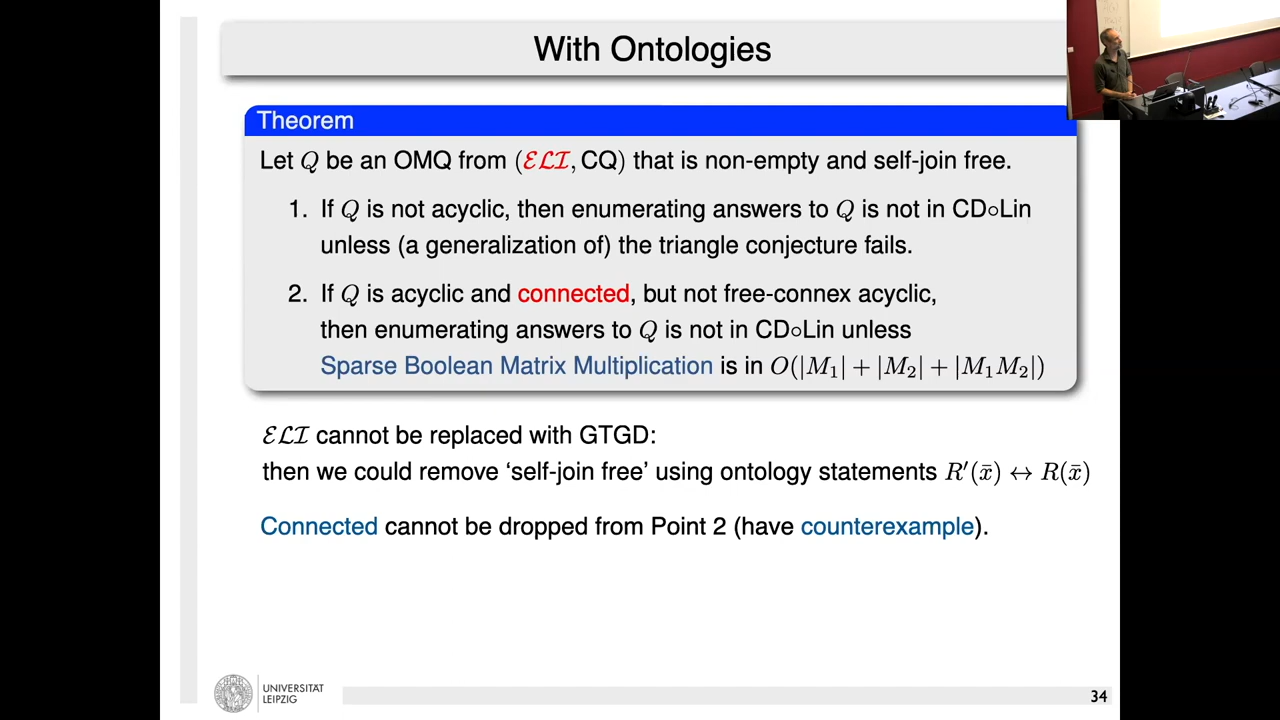 With Ontologies
Theorem
Let Q be an OMQ from (ℰℒℐ, CQ) that is non-empty and self-join free.
1. If Q is not acyclic, then enumerating answers to Q is not in CD∘Lin
unless (a generalization of) the triangle conjecture fails.
2. If Q is acyclic and connected, but not free-connex acyclic,
then enumerating answers to Q is not in CD∘Lin unless
Sparse Boolean Matrix Multiplication is in O(|M₁| + |M₂| + |M₁M₂|)
ℰℒℐ cannot be replaced with GTGD:
then we could remove ‘self-join free’ using ontology statements R′(x̄) ↔ R(x̄)
Connected cannot be dropped from Point 2 (have counterexample).
UNIVERSITÄT
LEIPZIG
34